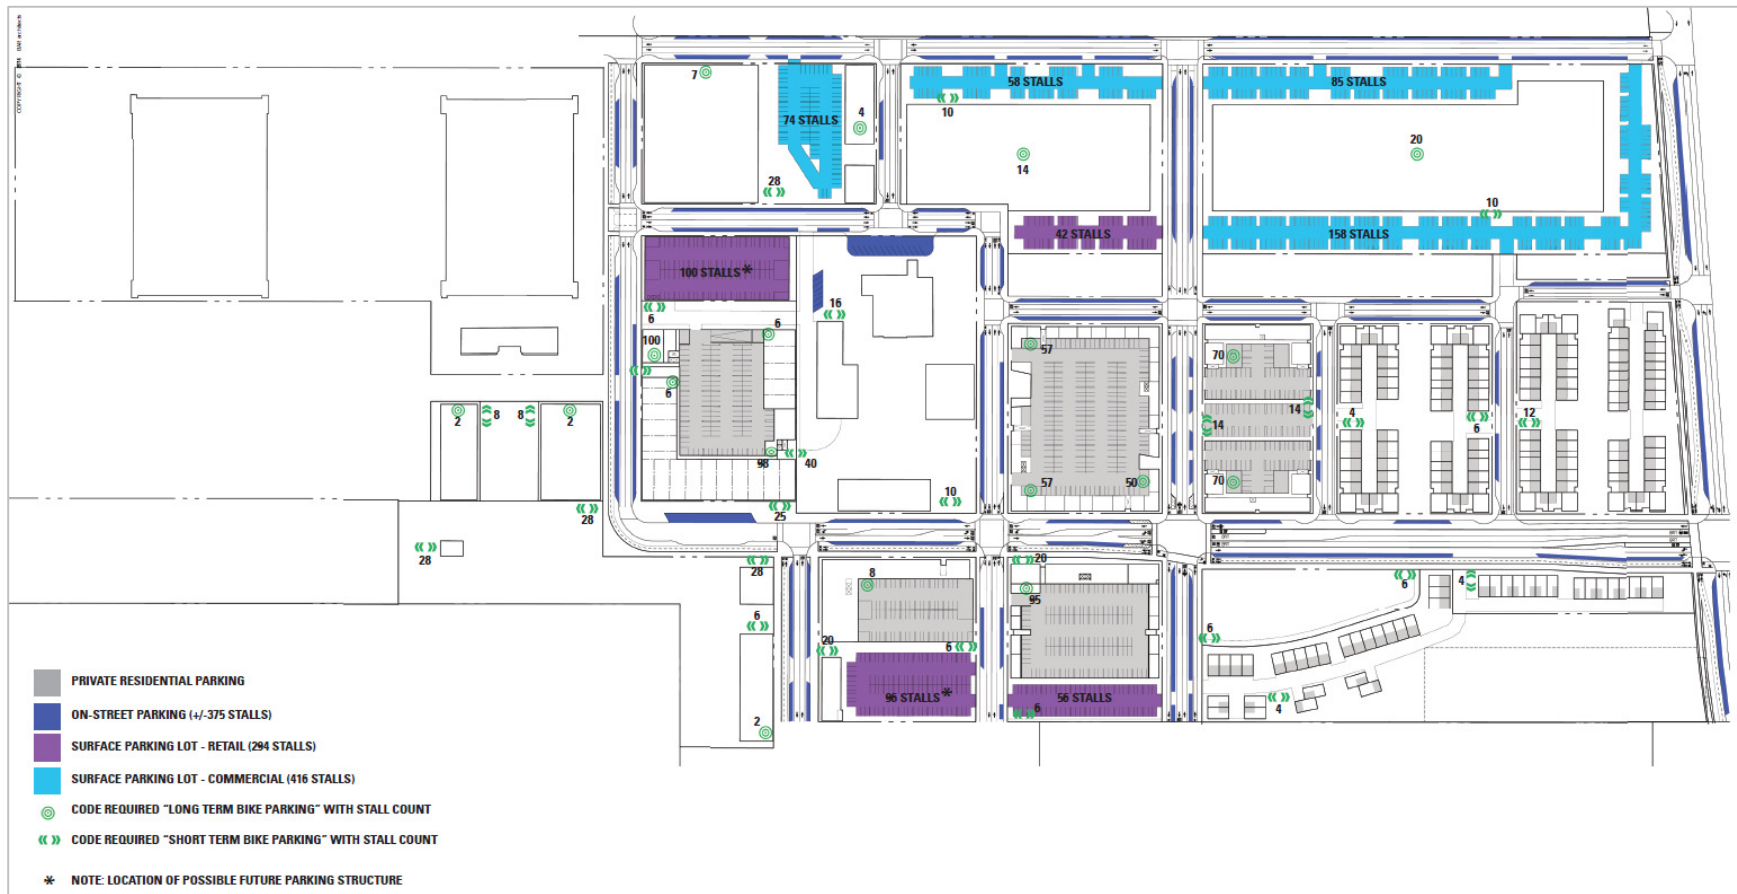 COPYRIGHT © 2016 BAR architects
7
74 STALLS
4
28
58 STALLS
10
14
85 STALLS
20
10
42 STALLS
158 STALLS
100 STALLS*
6
16
6
100
6
57
70
14
14
4
6
12
2
8
8
2
98
40
57
50
70
10
25
28
28
28
20
8
95
6
4
6
6
20
6
96 STALLS*
56 STALLS
6
4
2
PRIVATE RESIDENTIAL PARKING
ON-STREET PARKING (+/-375 STALLS)
SURFACE PARKING LOT - RETAIL (294 STALLS)
SURFACE PARKING LOT - COMMERCIAL (416 STALLS)
CODE REQUIRED "LONG TERM BIKE PARKING" WITH STALL COUNT
CODE REQUIRED "SHORT TERM BIKE PARKING" WITH STALL COUNT
* NOTE: LOCATION OF POSSIBLE FUTURE PARKING STRUCTURE